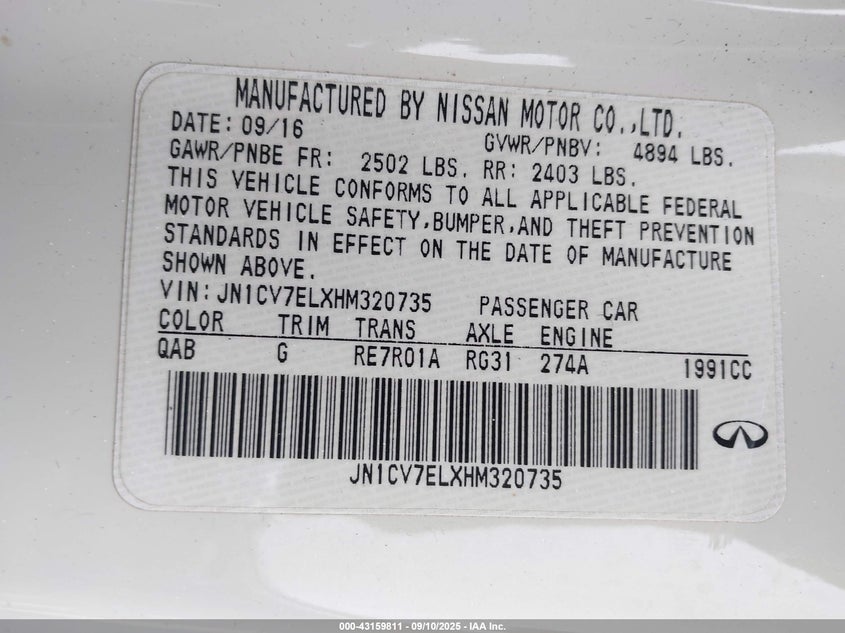 MANUFACTURED BY NISSAN MOTOR CO.,LTD.
DATE: 09/16 GVWR/PNBV: 4894 LBS.
GAWR/PNBE FR: 2502 LBS. RR: 2403 LBS.
THIS VEHICLE CONFORMS TO ALL APPLICABLE FEDERAL
MOTOR VEHICLE SAFETY,BUMPER,AND THEFT PREVENTION
STANDARDS IN EFFECT ON THE DATE OF MANUFACTURE
SHOWN ABOVE.
VIN: JN1CV7ELXHM320735 PASSENGER CAR
COLOR TRIM TRANS AXLE ENGINE
QAB G RE7R01A RG31 274A 1991CC
JN1CV7ELXHM320735
000-43159811 - 09/10/2025 - IAA Inc.